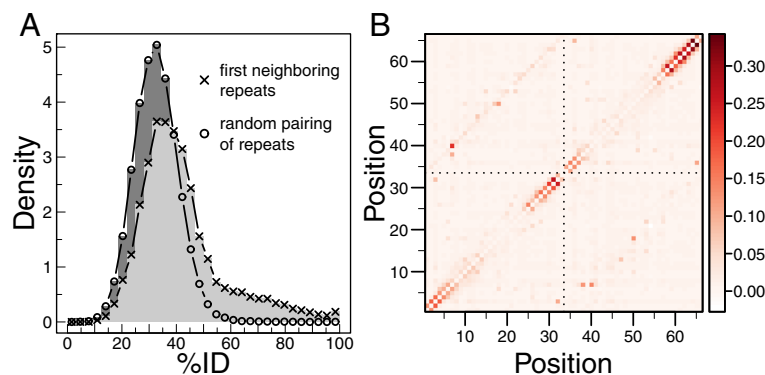 A
Density
5
4
3
2
1
0
0 20 40 60 80 100
%ID
first neighboring
repeats
random pairing
of repeats
B
Position
60
50
40
30
20
10
10 20 30 40 50 60
Position
0.30
0.25
0.20
0.15
0.10
0.05
0.00